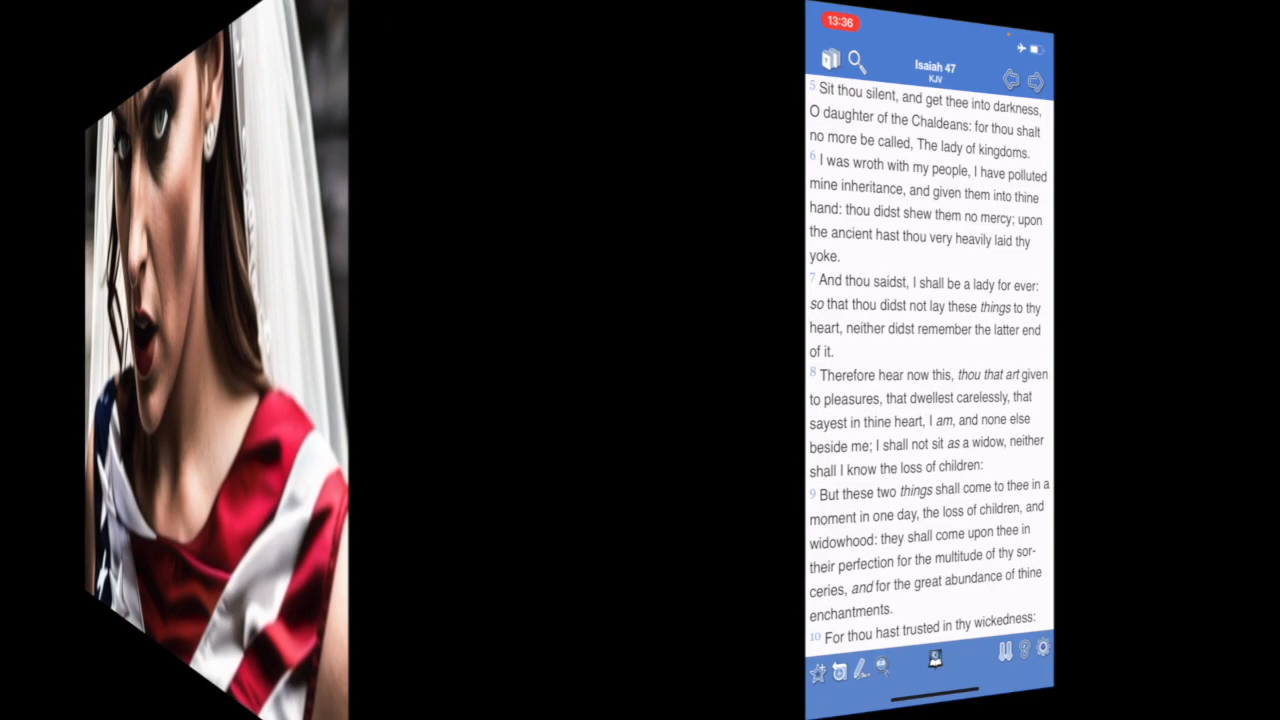 13:36
Isaiah 47
KJV
5 Sit thou silent, and get thee into darkness,
O daughter of the Chaldeans: for thou shalt
no more be called, The lady of kingdoms.
6 I was wroth with my people, I have polluted
mine inheritance, and given them into thine
hand: thou didst shew them no mercy; upon
the ancient hast thou very heavily laid thy
yoke.
7 And thou saidst, I shall be a lady for ever:
so that thou didst not lay these things to thy
heart, neither didst remember the latter end
of it.
8 Therefore hear now this, thou that art given
to pleasures, that dwellest carelessly, that
sayest in thine heart, I am, and none else
beside me; I shall not sit as a widow, neither
shall I know the loss of children:
9 But these two things shall come to thee in a
moment in one day, the loss of children, and
widowhood: they shall come upon thee in
their perfection for the multitude of thy sor-
ceries, and for the great abundance of thine
enchantments.
10 For thou hast trusted in thy wickedness: